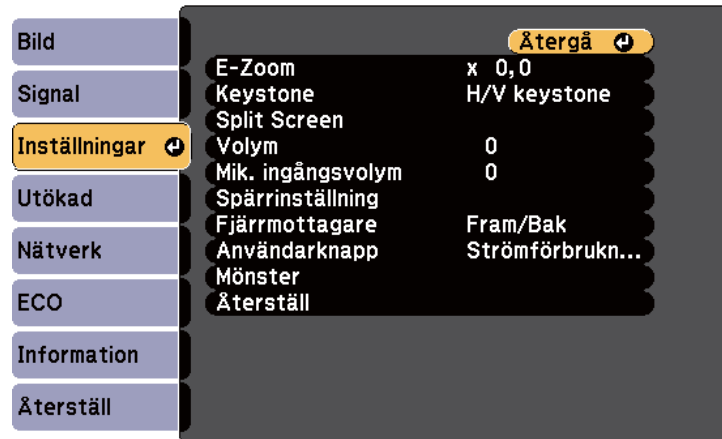 Bild
Signal
Inställningar
Utökad
Nätverk
ECO
Information
Återställ
Återgå
E-Zoom x 0,0
Keystone H/V keystone
Split Screen
Volym 0
Mik. ingångsvolym 0
Spärrinställning
Fjärrmottagare Fram/Bak
Användarknapp Strömförbrukn...
Mönster
Återställ